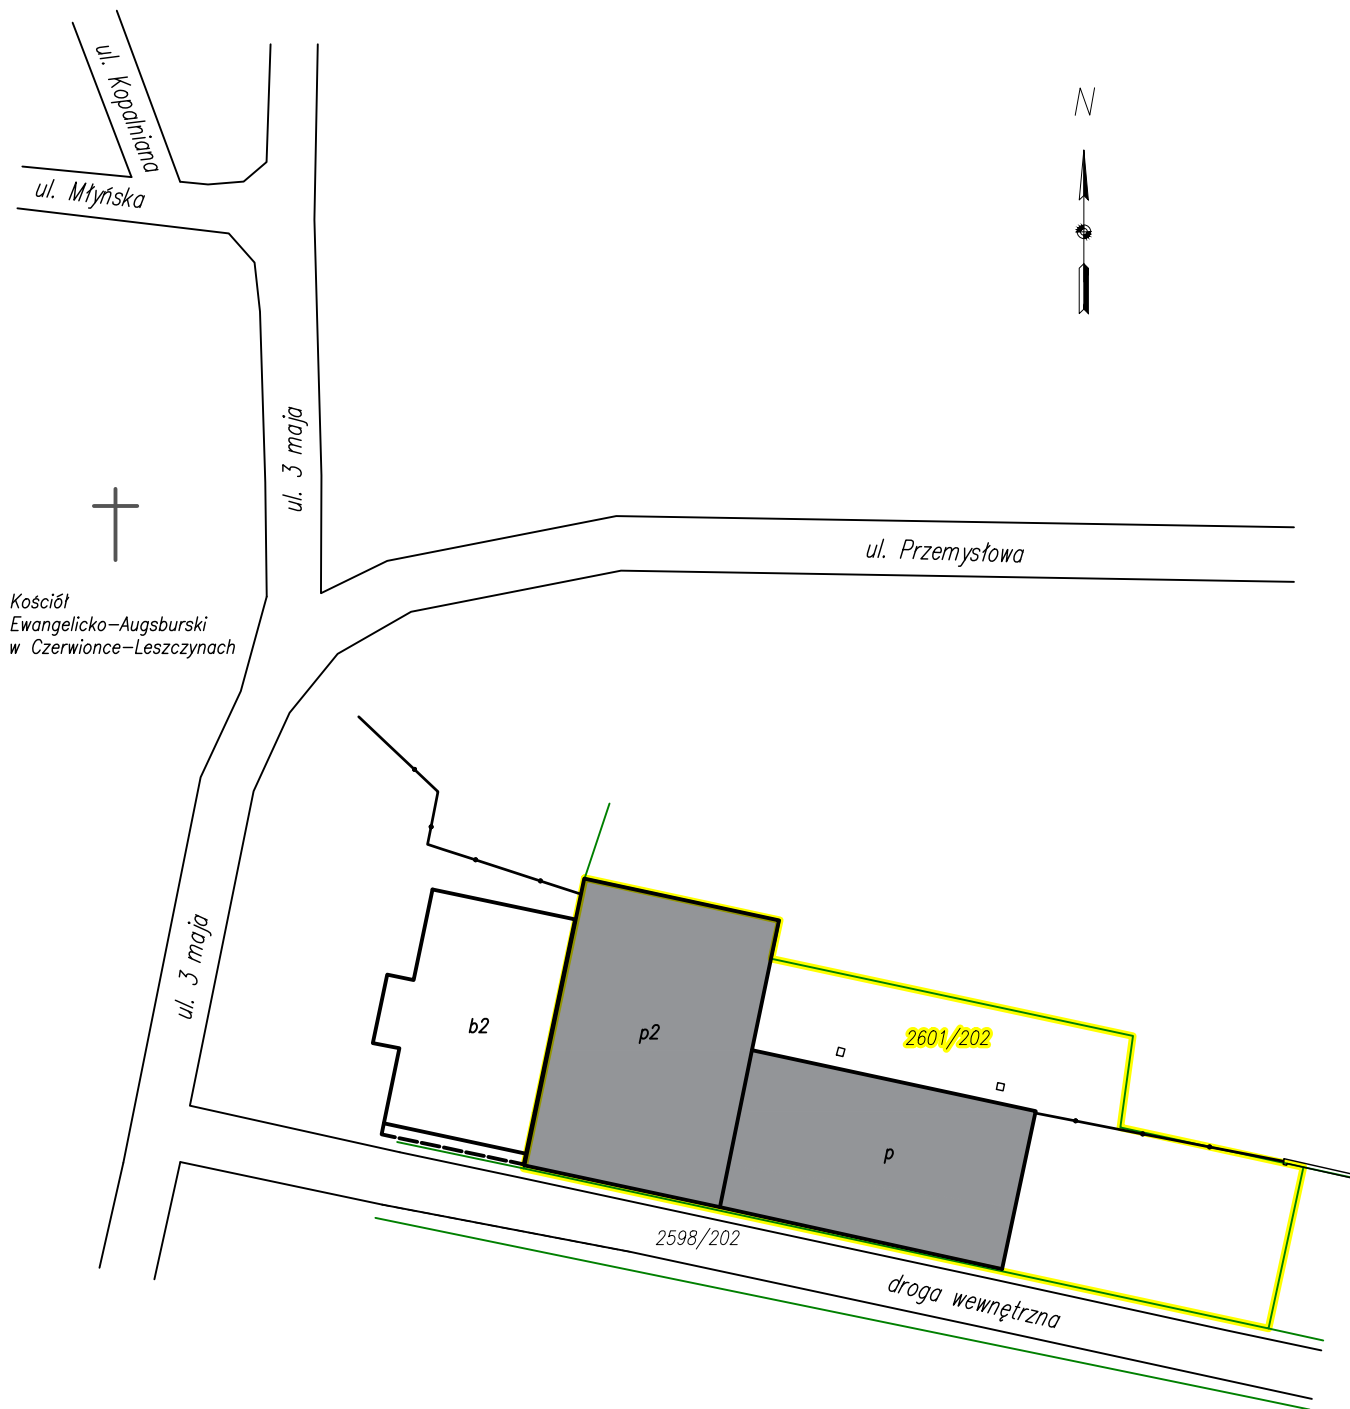 ul. Kopalniana
N
ul. Młyńska
ul. 3 maja
ul. Przemysłowa
Kościół
Ewangelicko-Augsburski
w Czerwionce-Leszczynach
ul. 3 maja
b2
p2
2601/202
p
2598/202
droga wewnętrzna